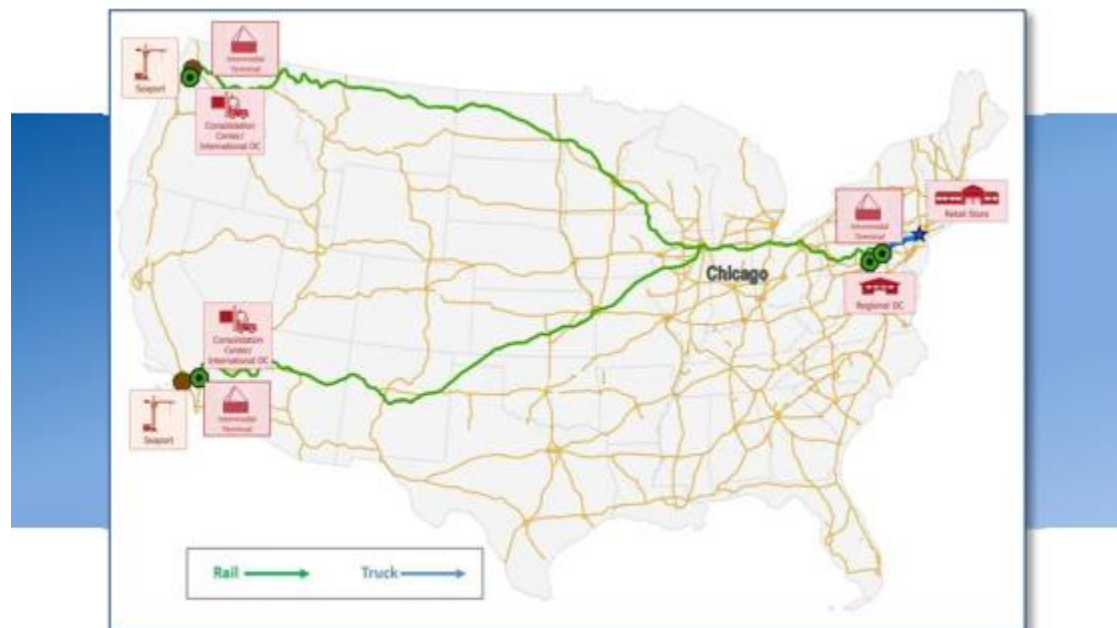 Seaport
Intermodal
Terminal
Consolidation
Center/
International DC
Intermodal
Terminal
Retail Store
Chicago
Regional DC
Consolidation
Center/
International DC
Seaport
Intermodal
Terminal
Rail
Truck